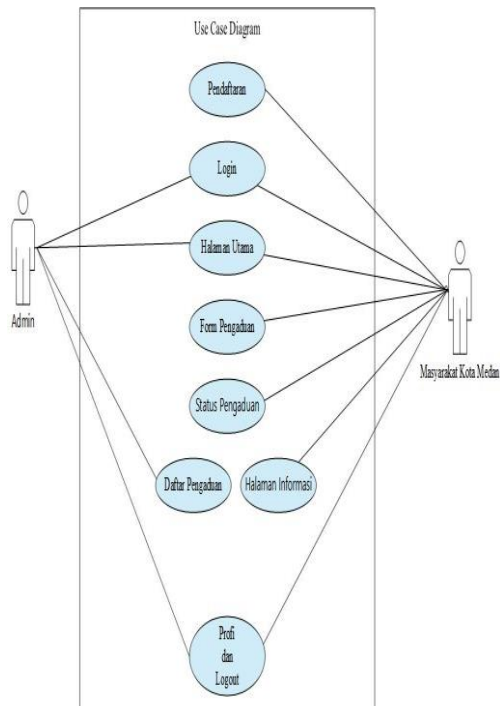 Use Case Diagram
Pendaftaran
Login
Halaman Utama
Admin
Form Pengaduan
Masyarakat Kota Medan
Status Pengaduan
Daftar Pengaduan
Halaman Informasi
Profi
dan
Logout